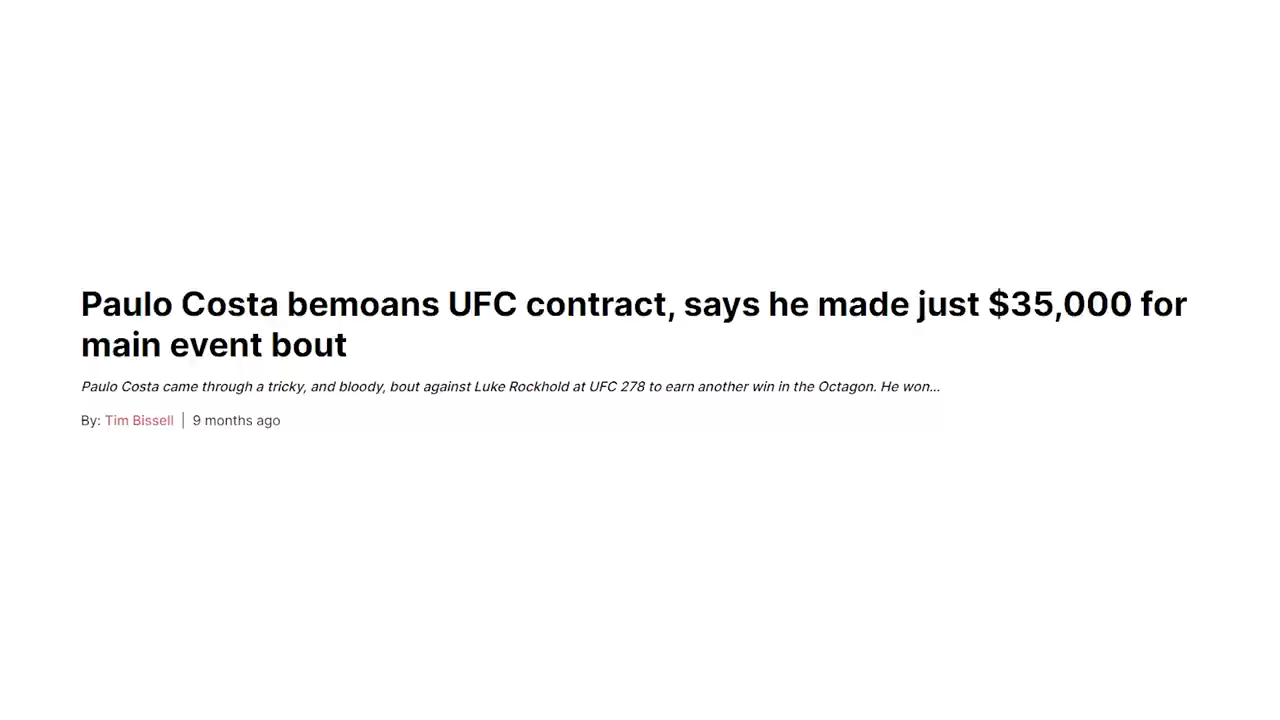 Paulo Costa bemoans UFC contract, says he made just $35,000 for
main event bout
Paulo Costa came through a tricky, and bloody, bout against Luke Rockhold at UFC 278 to earn another win in the Octagon. He won...
By: Tim Bissell | 9 months ago